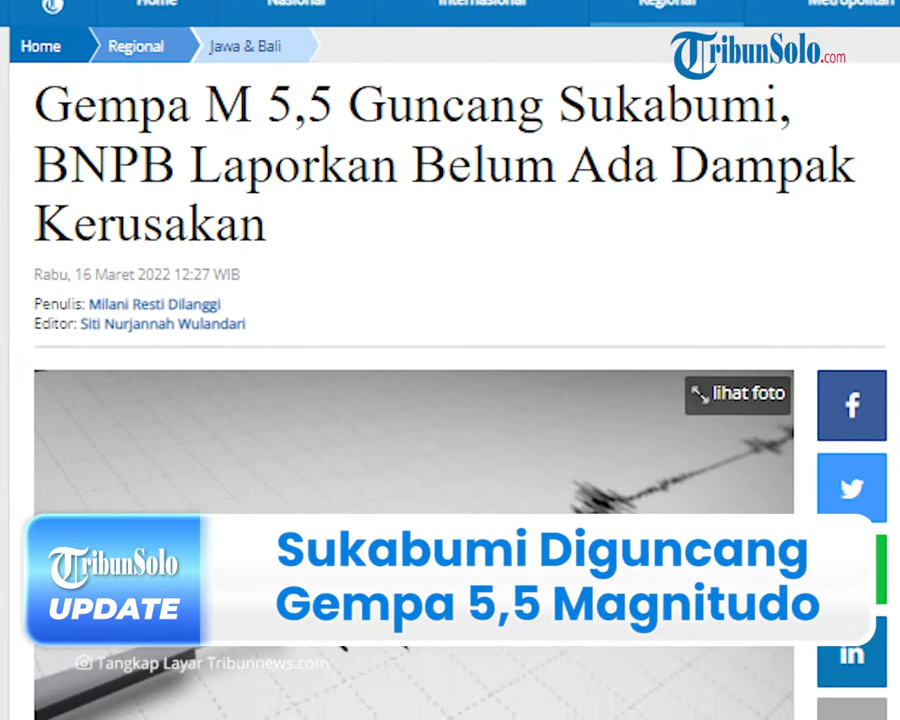 Home Nasional Internasional Regional Metropolitan
Home Regional Jawa & Bali
TribunSolo.com
Gempa M 5,5 Guncang Sukabumi,
BNPB Laporkan Belum Ada Dampak
Kerusakan
Rabu, 16 Maret 2022 12:27 WIB
Penulis: Milani Resti Dilanggi
Editor: Siti Nurjannah Wulandari
lihat foto
f
TribunSolo
UPDATE
Sukabumi Diguncang
Gempa 5,5 Magnitudo
in
Tangkap Layar Tribunnews.com